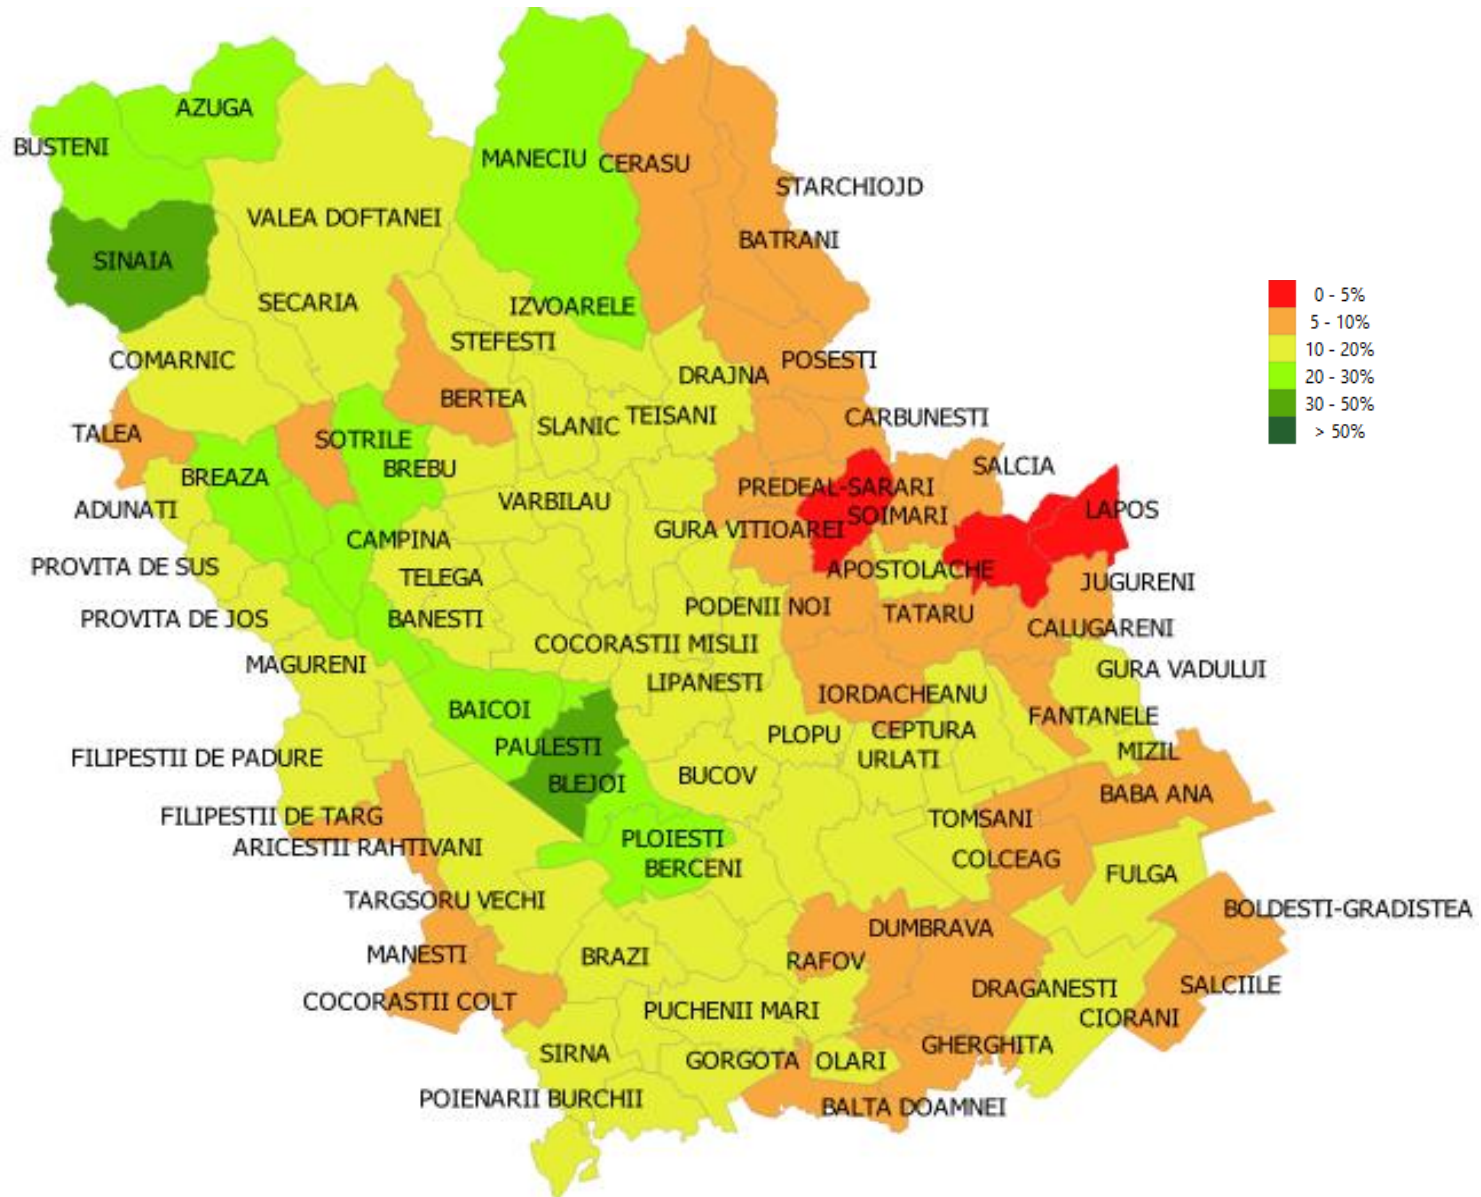 AZUGA
BUSTENI
MANECIU
CERASU
STARCHIOJD
VALEA DOFTANEI
BATRANI
SINAIA
SECARIA
IZVOARELE
STEFESTI
COMARNIC
POSESTI
DRAJNA
BERTEA
TEISANI
CARBUNESTI
SLANIC
TALEA
SOTRILE
BREBU
SALCIA
BREAZA
PREDEAL-SARARI
VARBILAU
ADUNATI
LAPOS
SOIMARI
GURA VITIOAREI
CAMPINA
PROVITA DE SUS
APOSTOLACHE
TELEGA
JUGURENI
PODENII NOI
TATARU
PROVITA DE JOS
BANESTI
CALUGARENI
COCORASTII MISLII
MAGURENI
GURA VADULUI
LIPANESTI
IORDACHEANU
BAICOI
FANTANELE
CEPTURA
PLOPU
PAULESTI
MIZIL
FILIPESTII DE PADURE
URLATI
BUCOV
BLEJOI
BABA ANA
FILIPESTII DE TARG
TOMSANI
PLOIESTI
ARICESTII RAHTIVANI
COLCEAG
BERCENI
FULGA
TARGSORU VECHI
BOLDESTI-GRADISTEA
DUMBRAVA
MANESTI
BRAZI
RAFOV
SALCIILE
DRAGANESTI
COCORASTII COLT
PUCHENII MARI
CIORANI
GHERGHITA
SIRNA
GORGOTA
OLARI
POIENARII BURCHII
BALTA DOAMNEI
0 - 5%
5 - 10%
10 - 20%
20 - 30%
30 - 50%
> 50%